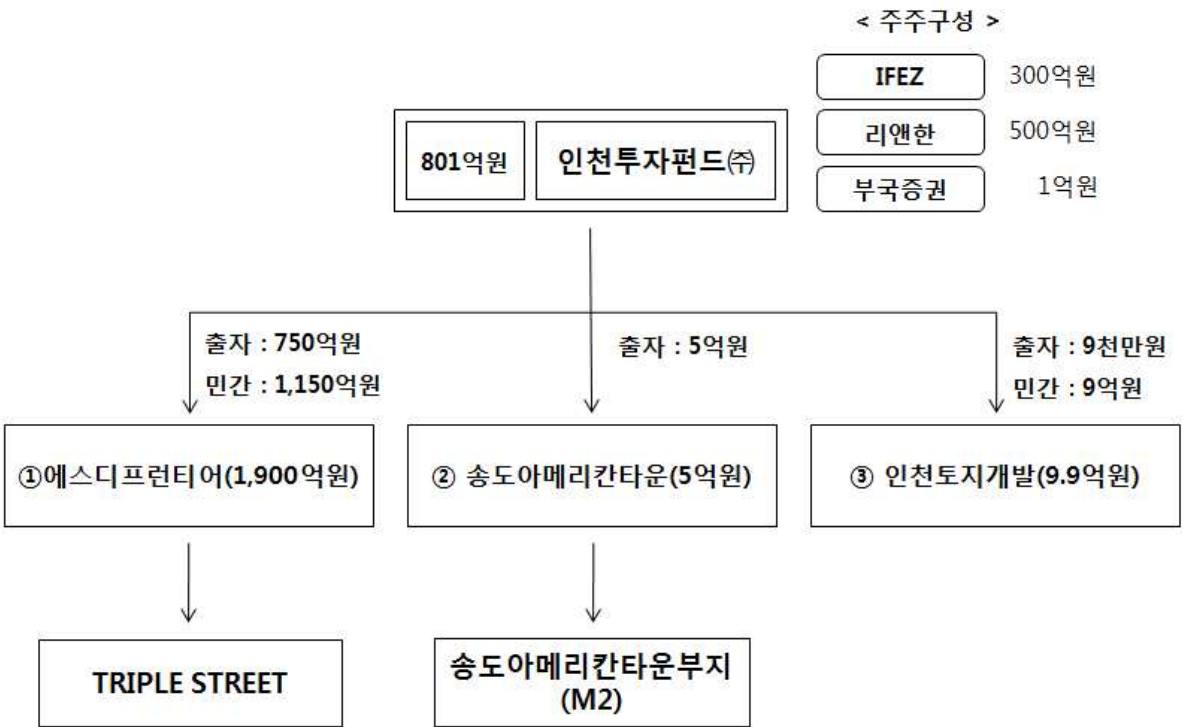 < 주주구성 >
IFEZ 300억원
801억원 인천투자펀드㈜ 리앤한 500억원
부국증권 1억원
출자 : 750억원 출자 : 5억원 출자 : 9천만원
민간 : 1,150억원 민간 : 9억원
①에스디프런티어(1,900억원) ② 송도아메리칸타운(5억원) ③ 인천토지개발(9.9억원)
TRIPLE STREET 송도아메리칸타운부지
(M2)